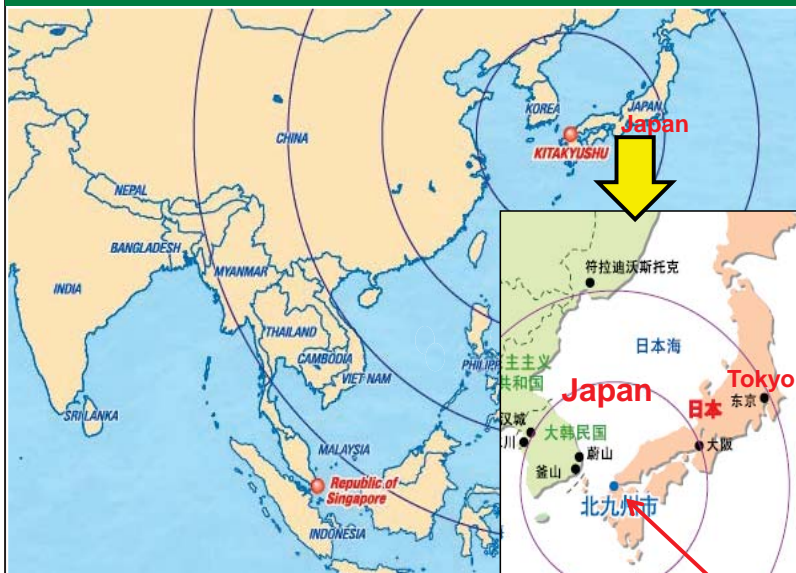 KOREA
JAPAN
Japan
KITAKYUSHU
CHINA
NEPAL
BANGLADESH
MYANMAR
INDIA
THAILAND
CAMBODIA
VIET NAM
PHILIPP
SRI LANKA
MALAYSIA
Republic of
Singapore
INDONESIA
符拉迪沃斯托克
日本海
主主义
共和国
Japan
Tokyo
日本
东京
汉城
川
大韩民国
大阪
蔚山
釜山
北九州市